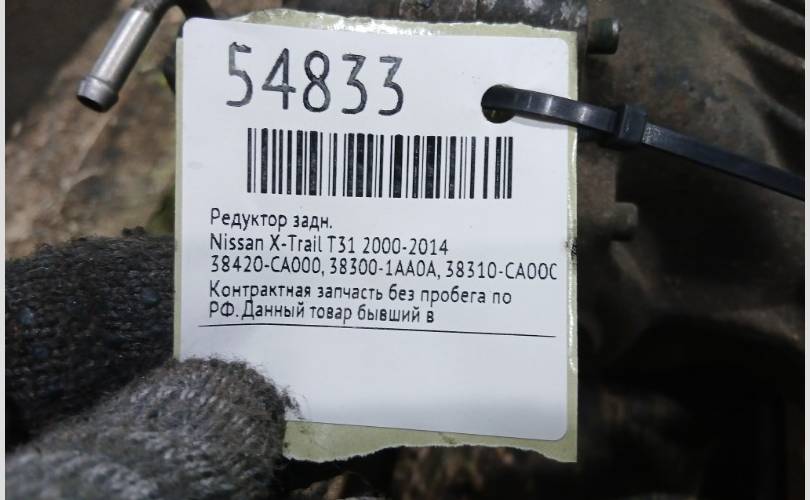 54833
Редуктор задн.
Nissan X-Trail T31 2000-2014
38420-CA000, 38300-1AA0A, 38310-CA00C
Контрактная запчасть без пробега по
РФ. Данный товар бывший в